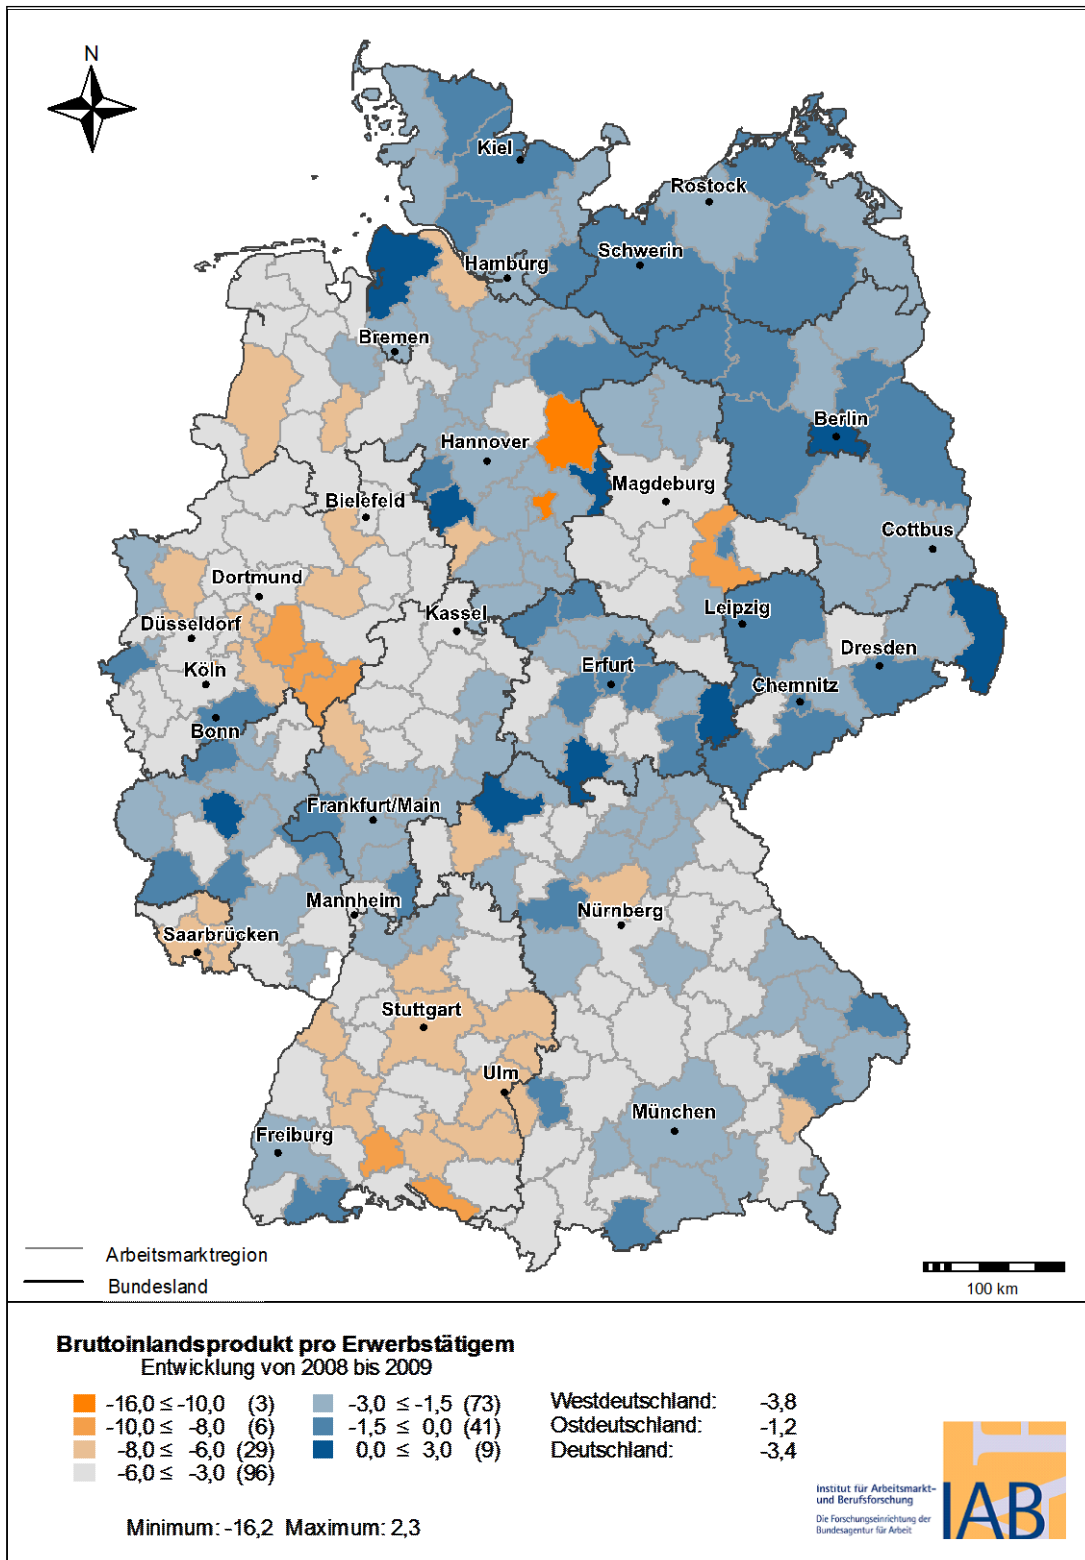 N
Kiel
Rostock
Schwerin
Hamburg
Bremen
Berlin
Hannover
Magdeburg
Bielefeld
Cottbus
Dortmund
Leipzig
Düsseldorf
Kassel
Dresden
Köln
Erfurt
Chemnitz
Bonn
Frankfurt/Main
Mannheim
Nürnberg
Saarbrücken
Stuttgart
Ulm
München
Freiburg
Arbeitsmarktregion
Bundesland
100 km
Bruttoinlandsprodukt pro Erwerbstätigem
Entwicklung von 2008 bis 2009
-16,0 ≤ -10,0 (3)
-10,0 ≤ -8,0 (6)
-8,0 ≤ -6,0 (29)
-6,0 ≤ -3,0 (96)
-3,0 ≤ -1,5 (73)
-1,5 ≤ 0,0 (41)
0,0 ≤ 3,0 (9)
Westdeutschland: -3,8
Ostdeutschland: -1,2
Deutschland: -3,4
Minimum: -16,2 Maximum: 2,3
Institut für Arbeitsmarkt-
und Berufsforschung
Die Forschungseinrichtung der
Bundesagentur für Arbeit
IAB